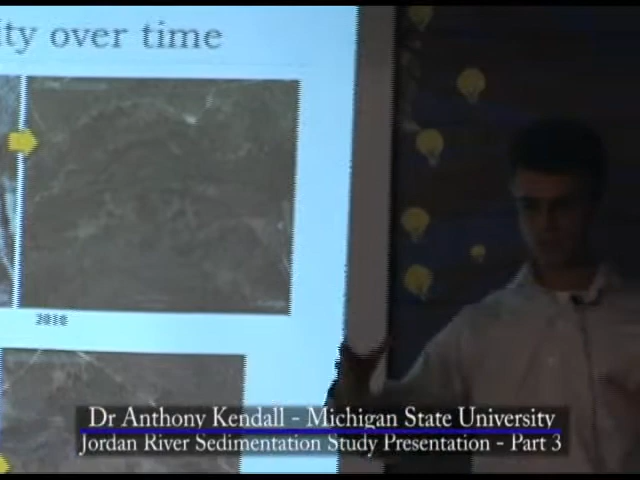 ity over time
2010
Dr Anthony Kendall - Michigan State University
Jordan River Sedimentation Study Presentation - Part 3